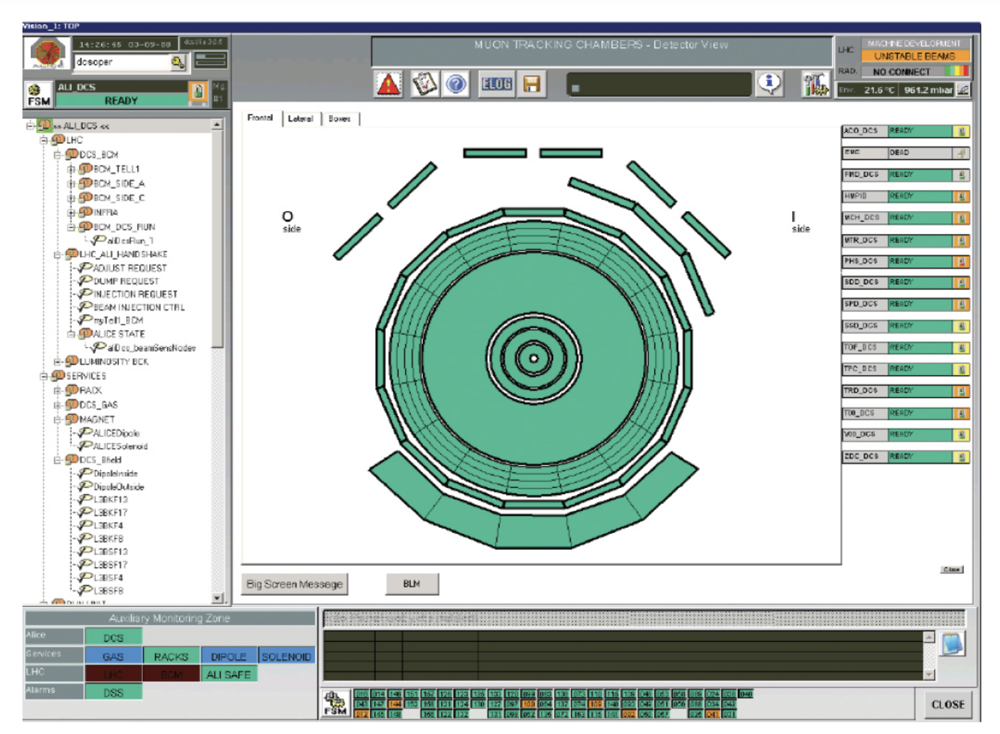 Vision_1: TOP
14:26:45 03-09-08
dcsoper
FSM
ALI_DCS
READY
#1
MUON TRACKING CHAMBERS - Detector View
ELOG
LHC
MACHINE DEVELOPMENT
UNSTABLE BEAMS
RAD.
NO CONNECT
Env.
21.6 ºC
961.2 mbar
>> ALI_DCS <<
LHC
DCS_BCM
BCM_TELL1
BCM_SIDE_A
BCM_SIDE_C
INFRA
BCM_DCS_RUN
aliDcsRun_1
LHC_ALI_HANDSHAKE
ADJUST REQUEST
DUMP REQUEST
INJECTION REQUEST
BEAM INJECTION CTRL
myTell1_BCM
ALICE STATE
aliDcs_beamSensNodes
LUMINOSITY BCK
SERVICES
RACK
DCS_GAS
MAGNET
ALICEDipole
ALICESolenoid
DCS_Bfield
DipoleInside
DipoleOutside
L3BKF13
L3BKF17
L3BKF4
L3BKF8
L3BSF13
L3BSF17
L3BSF4
L3BSF8
Frontal
Lateral
Boxes
O
side
I
side
ACO_DCS READY
EMC DEAD
FMD_DCS READY
HMPID READY
MCH_DCS READY
MTR_DCS READY
PHS_DCS READY
SDD_DCS READY
SPD_DCS READY
SSD_DCS READY
TOF_DCS READY
TPC_DCS READY
TRD_DCS READY
T00_DCS READY
V00_DCS READY
ZDC_DCS READY
Close
Big Screen Message
BLM
Auxiliary Monitoring Zone
Alice
DCS
Services
GAS
RACKS
DIPOLE
SOLENOID
LHC
LHC
BCM
ALI SAFE
Alarms
DSS
FSM
CLOSE